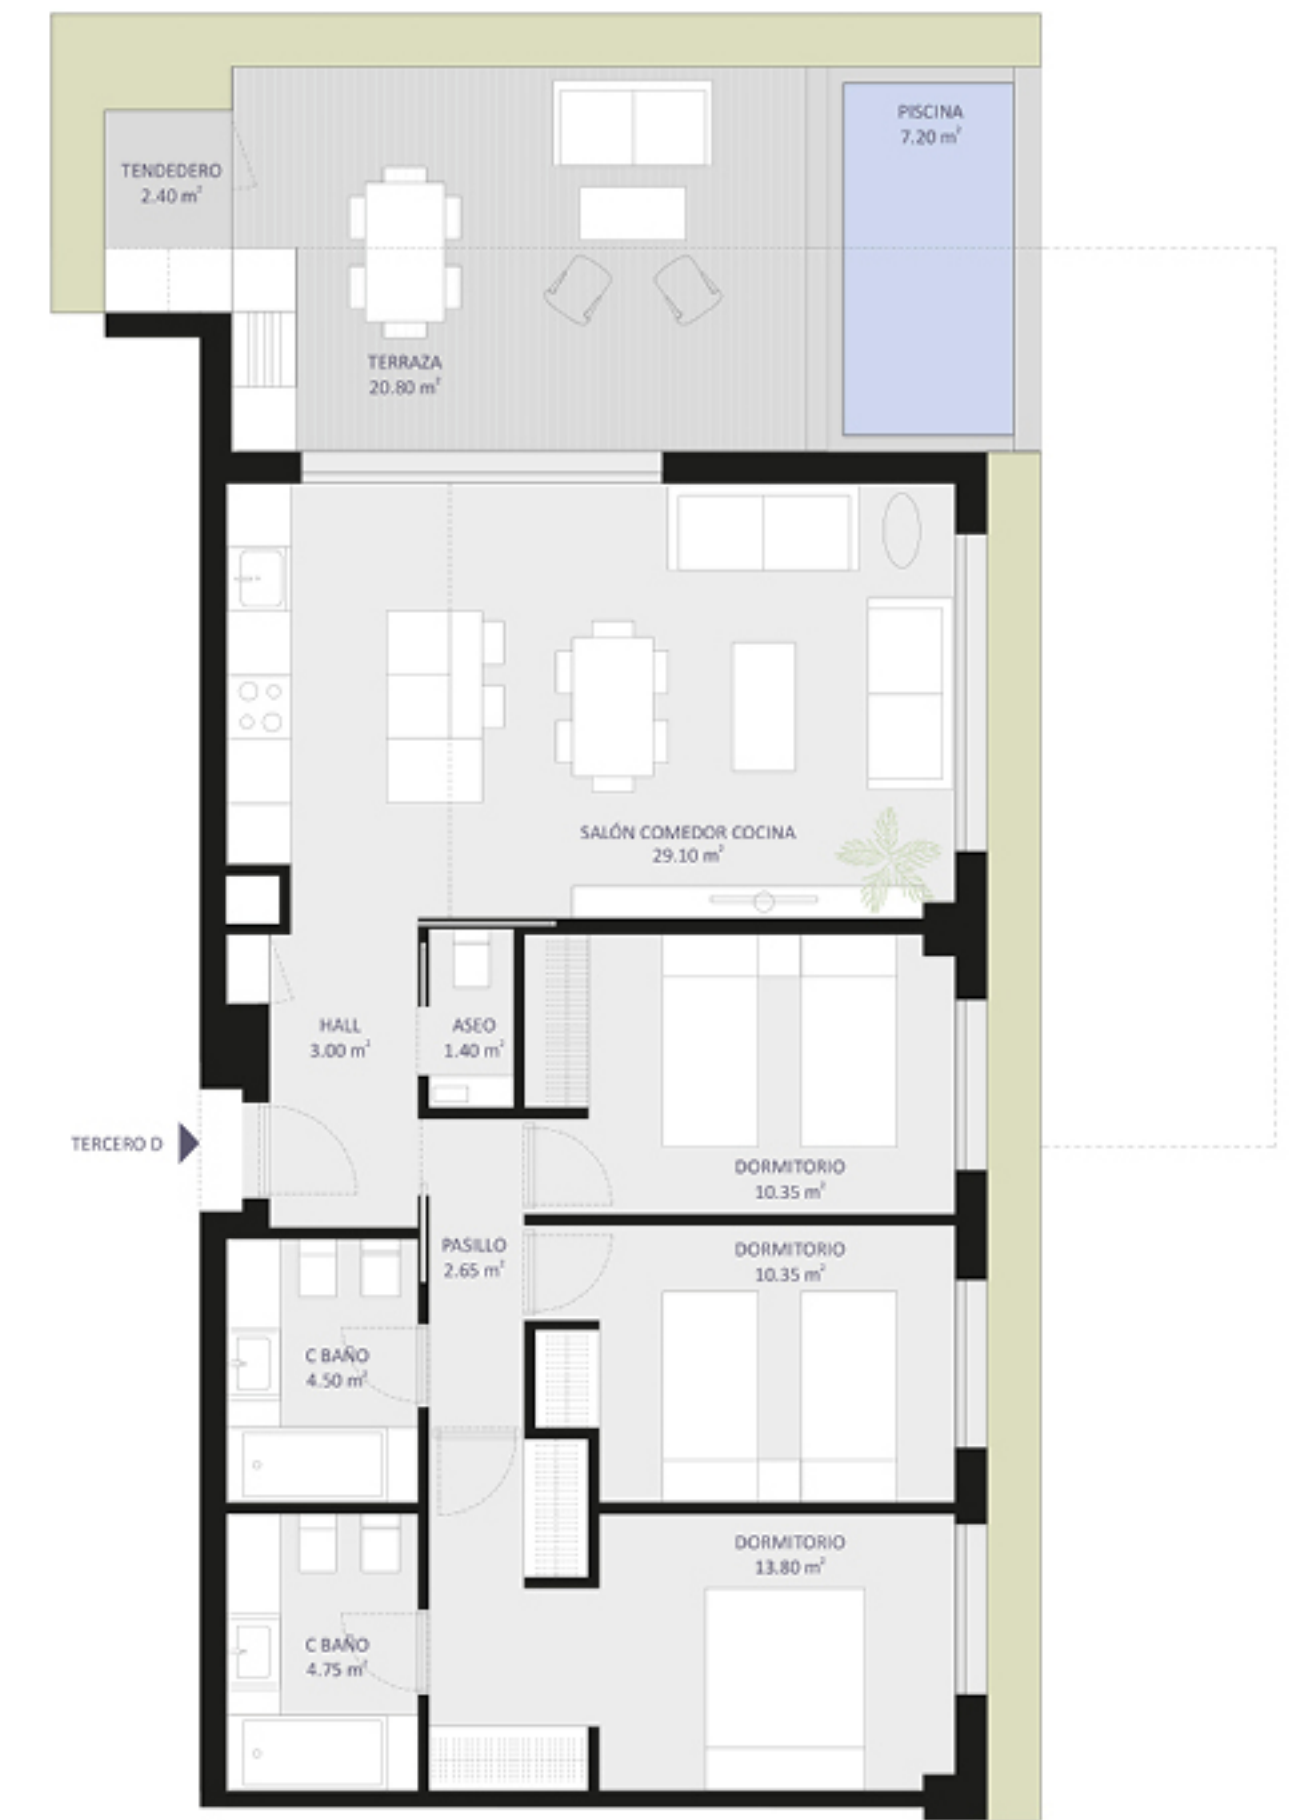 PISCINA
7.20 m²
TENDEDERO
2.40 m²
TERRAZA
20.80 m²
SALÓN COMEDOR COCINA
29.10 m²
HALL
3.00 m²
ASEO
1.40 m²
TERCERO D
DORMITORIO
10.35 m²
PASILLO
2.65 m²
DORMITORIO
10.35 m²
C BAÑO
4.50 m²
DORMITORIO
13.80 m²
C BAÑO
4.75 m²